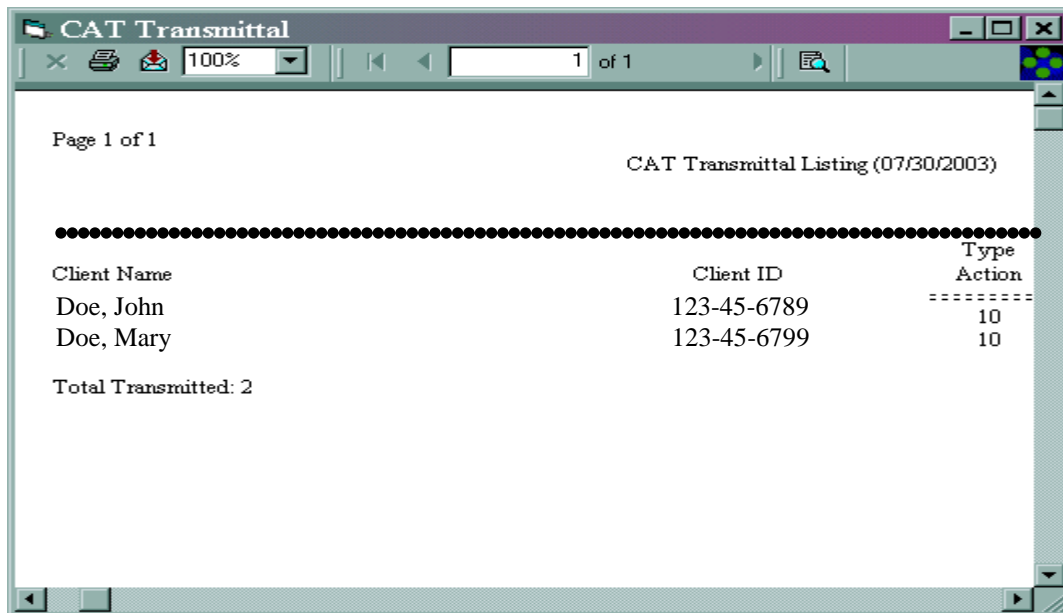 CAT Transmittal
100%
1 of 1
Page 1 of 1
CAT Transmittal Listing (07/30/2003)
Type
Client Name Client ID Action
=========
Doe, John 123-45-6789 10
Doe, Mary 123-45-6799 10
Total Transmitted: 2